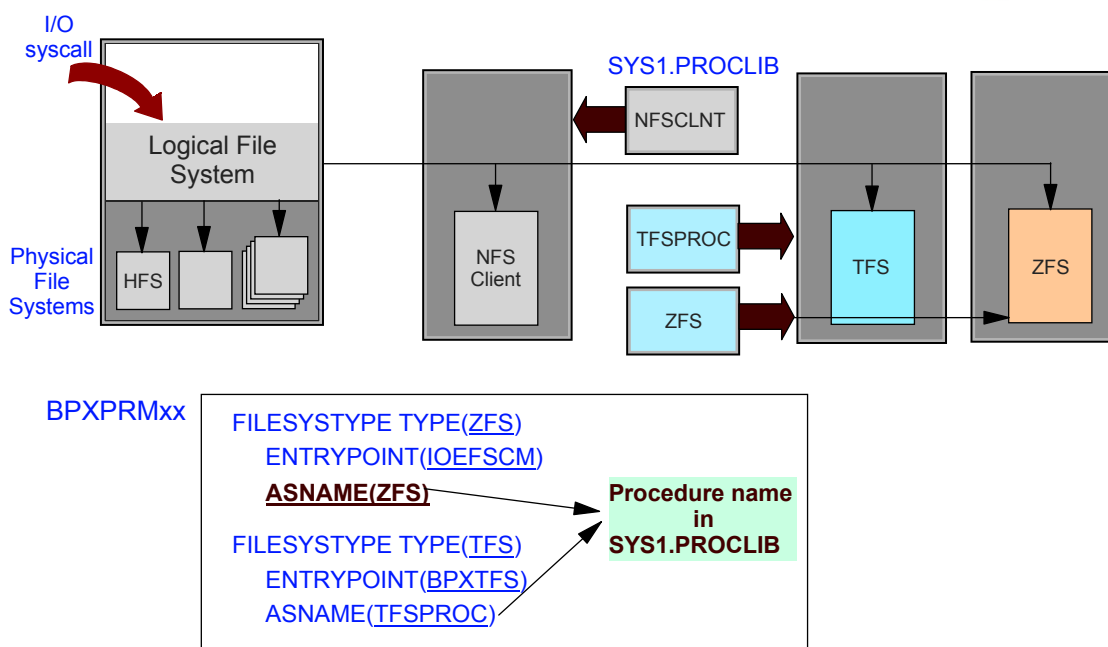 I/O
syscall
Logical File
System
Physical
File
Systems
HFS
NFS
Client
SYS1.PROCLIB
NFSCLNT
TFSPROC
ZFS
TFS
ZFS
BPXPRMxx
FILESYSTYPE TYPE(ZFS)
ENTRYPOINT(IOEFSCM)
ASNAME(ZFS)
FILESYSTYPE TYPE(TFS)
ENTRYPOINT(BPXTFS)
ASNAME(TFSPROC)
Procedure name
in
SYS1.PROCLIB